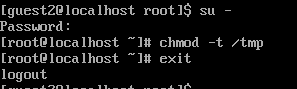 [guest2@localhost root]$ su -
Password:
[root@localhost ~]# chmod -t /tmp
[root@localhost ~]# exit
logout